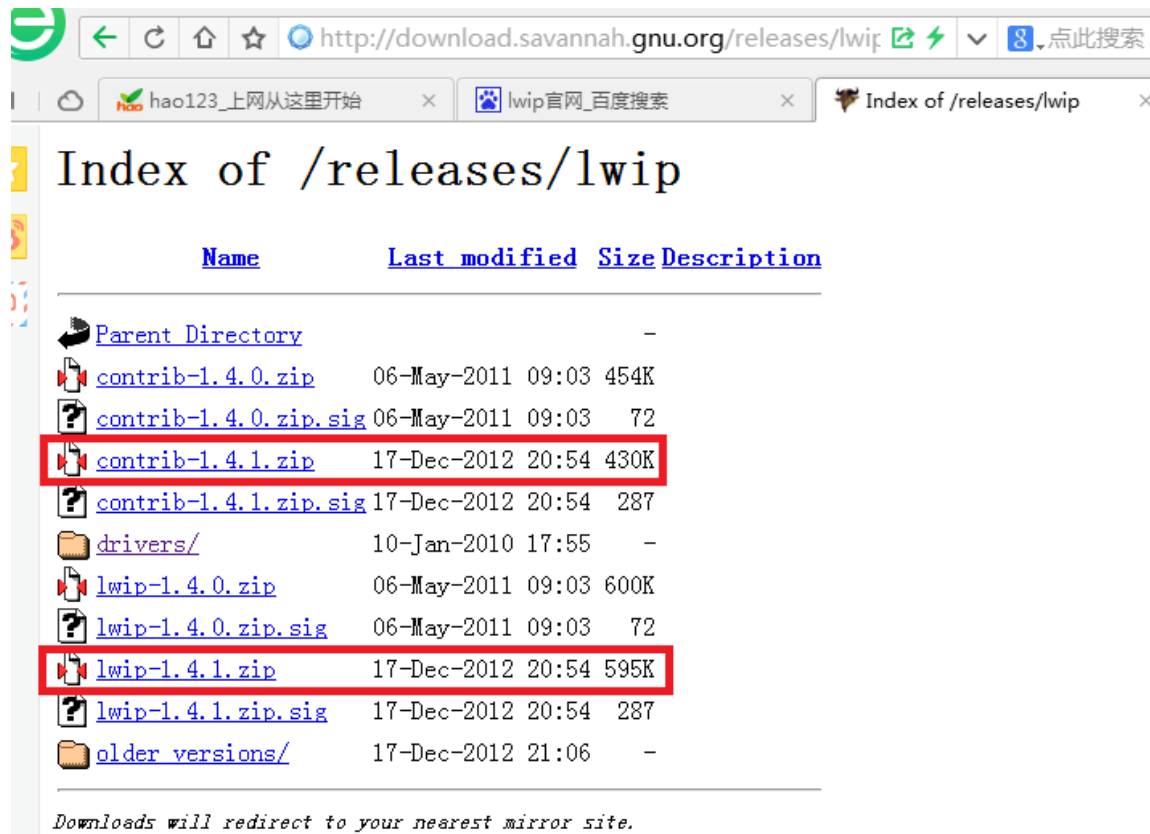 http://download.savannah.gnu.org/releases/lwip 8 点此搜索
hao123_上网从这里开始 × lwip官网_百度搜索 × Index of /releases/lwip ×
Index of /releases/lwip
Name Last modified Size Description
Parent Directory -
contrib-1.4.0.zip 06-May-2011 09:03 454K
contrib-1.4.0.zip.sig 06-May-2011 09:03 72
contrib-1.4.1.zip 17-Dec-2012 20:54 430K
contrib-1.4.1.zip.sig 17-Dec-2012 20:54 287
drivers/ 10-Jan-2010 17:55 -
lwip-1.4.0.zip 06-May-2011 09:03 600K
lwip-1.4.0.zip.sig 06-May-2011 09:03 72
lwip-1.4.1.zip 17-Dec-2012 20:54 595K
lwip-1.4.1.zip.sig 17-Dec-2012 20:54 287
older versions/ 17-Dec-2012 21:06 -
Downloads will redirect to your nearest mirror site.